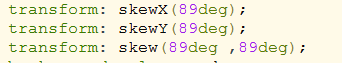 transform: skewX(89deg);
transform: skewY(89deg);
transform: skew(89deg ,89deg);